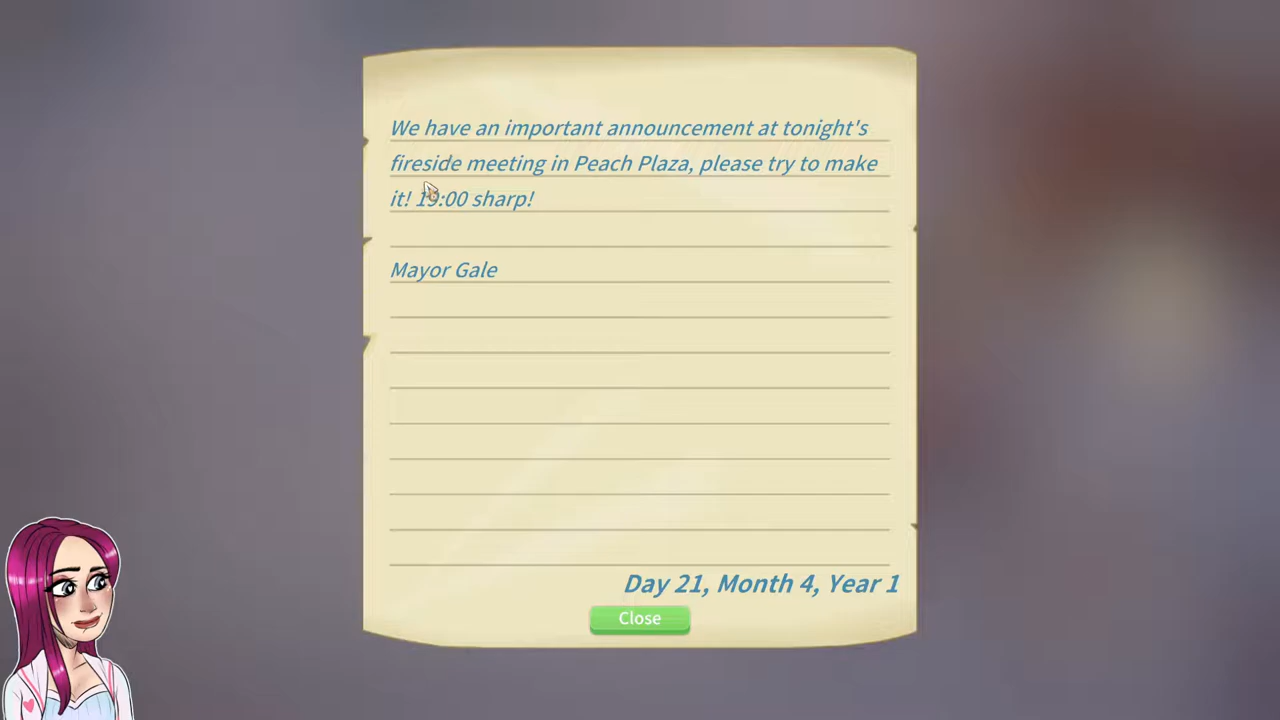 We have an important announcement at tonight's
fireside meeting in Peach Plaza, please try to make
it! 19:00 sharp!
Mayor Gale
Day 21, Month 4, Year 1
Close